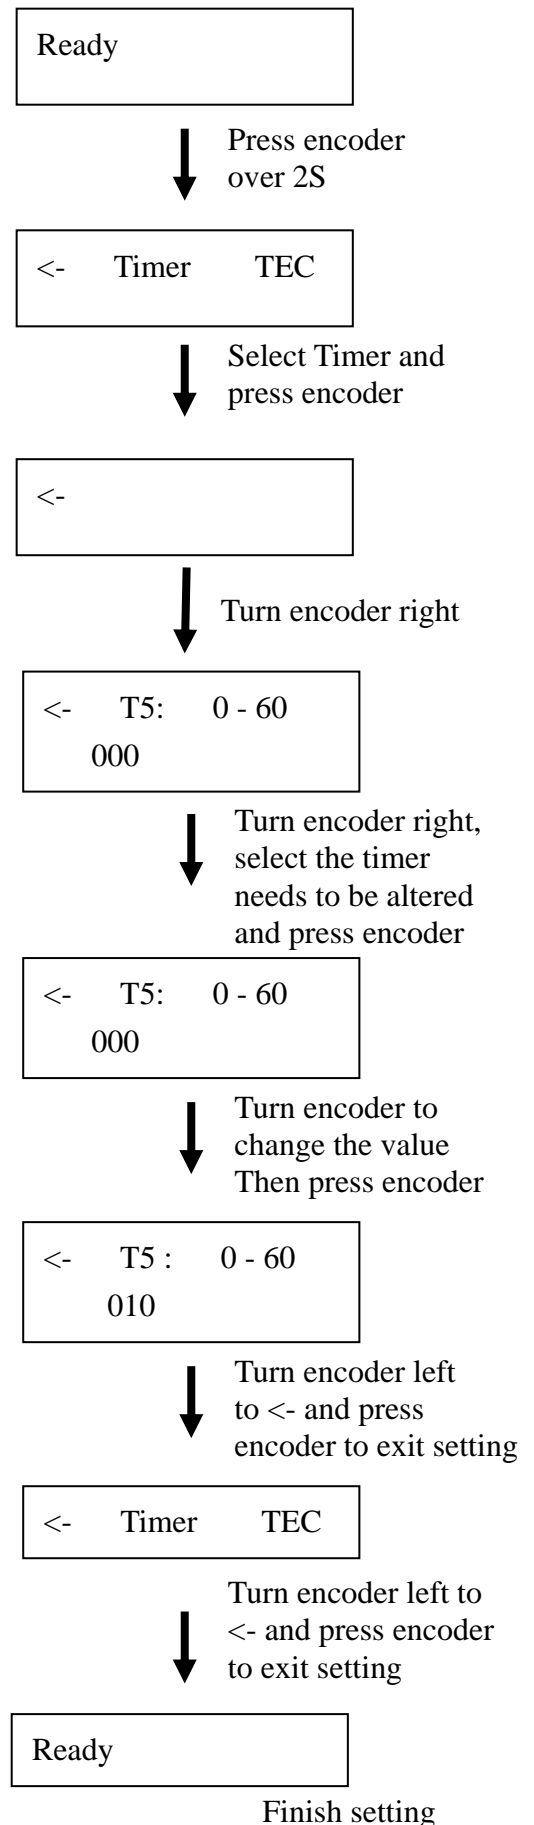 Ready
Press encoder
over 2S
<- Timer TEC
Select Timer and
press encoder
<-
Turn encoder right
<- T5: 0 - 60
000
Turn encoder right,
select the timer
needs to be altered
and press encoder
<- T5: 0 - 60
000
Turn encoder to
change the value
Then press encoder
<- T5 : 0 - 60
010
Turn encoder left
to <- and press
encoder to exit setting
<- Timer TEC
Turn encoder left to
<- and press encoder
to exit setting
Ready
Finish setting